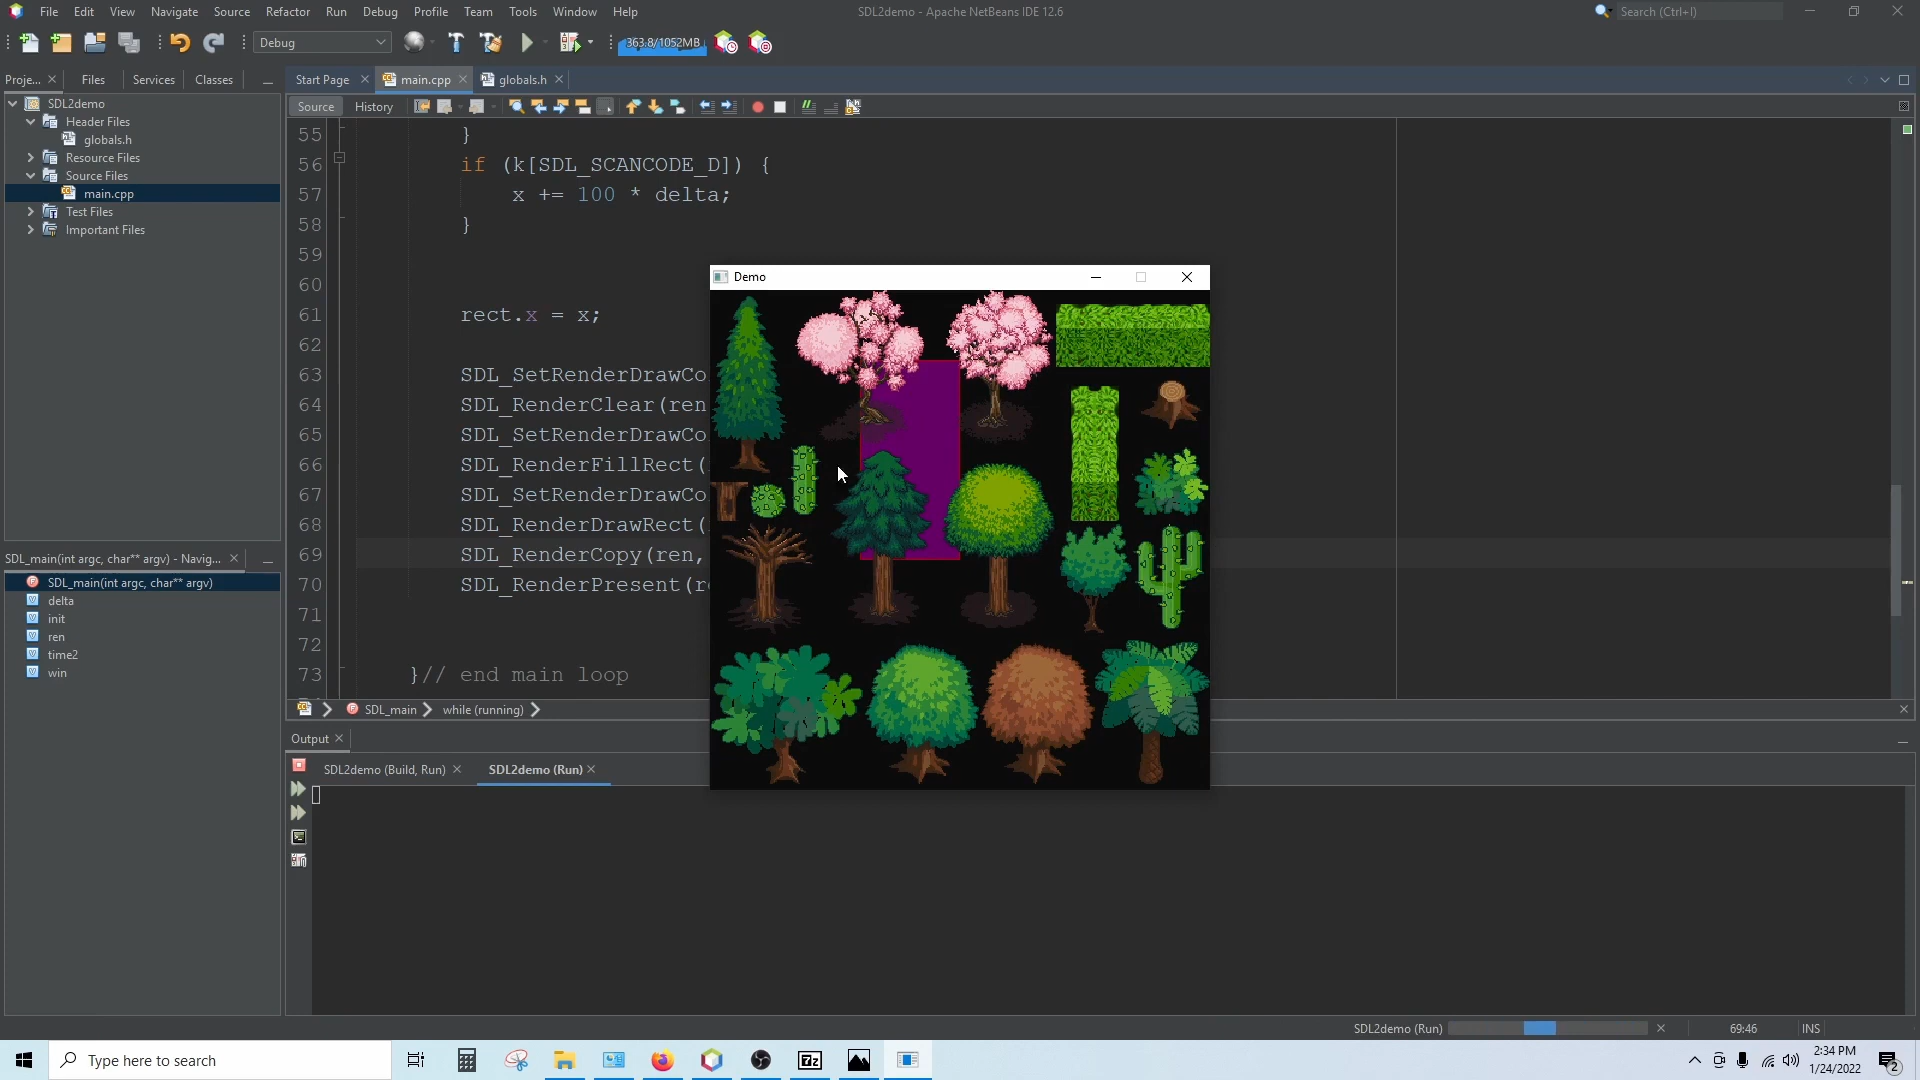 File Edit View Navigate Source Refactor Run Debug Profile Team Tools Window Help
SDL2demo - Apache NetBeans IDE 12.6
Search (Ctrl+I)
Debug
363.8/1052MB
Proje... Files Services Classes
Start Page main.cpp globals.h
SDL2demo
Header Files
globals.h
Resource Files
Source Files
main.cpp
Test Files
Important Files
Source History
55 }
56 if (k[SDL_SCANCODE_D]) {
57 x += 100 * delta;
58 }
59
60
61 rect.x = x;
62
63 SDL_SetRenderDrawCo
64 SDL_RenderClear(ren
65 SDL_SetRenderDrawCo
66 SDL_RenderFillRect(
67 SDL_SetRenderDrawCo
68 SDL_RenderDrawRect(
69 SDL_RenderCopy(ren,
70 SDL_RenderPresent(re
71
72
73 }// end main loop
Demo
SDL_main(int argc, char** argv) - Navig...
SDL_main(int argc, char** argv)
delta
init
ren
time2
win
SDL_main while (running)
Output
SDL2demo (Build, Run) SDL2demo (Run)
SDL2demo (Run) 69:46 INS
Type here to search
7z
2:34 PM
1/24/2022
2